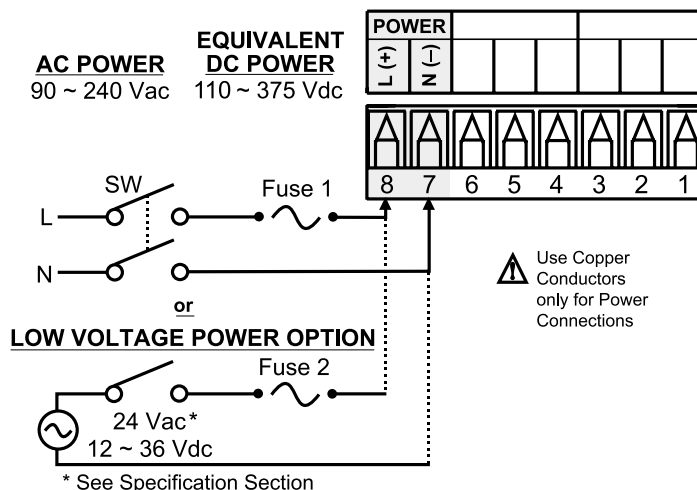 POWER
L (+)
N (–)
AC POWER
90 ~ 240 Vac
EQUIVALENT
DC POWER
110 ~ 375 Vdc
8 7 6 5 4 3 2 1
SW
Fuse 1
L
N
Use Copper
Conductors
only for Power
Connections
or
LOW VOLTAGE POWER OPTION
Fuse 2
24 Vac*
12 ~ 36 Vdc
* See Specification Section